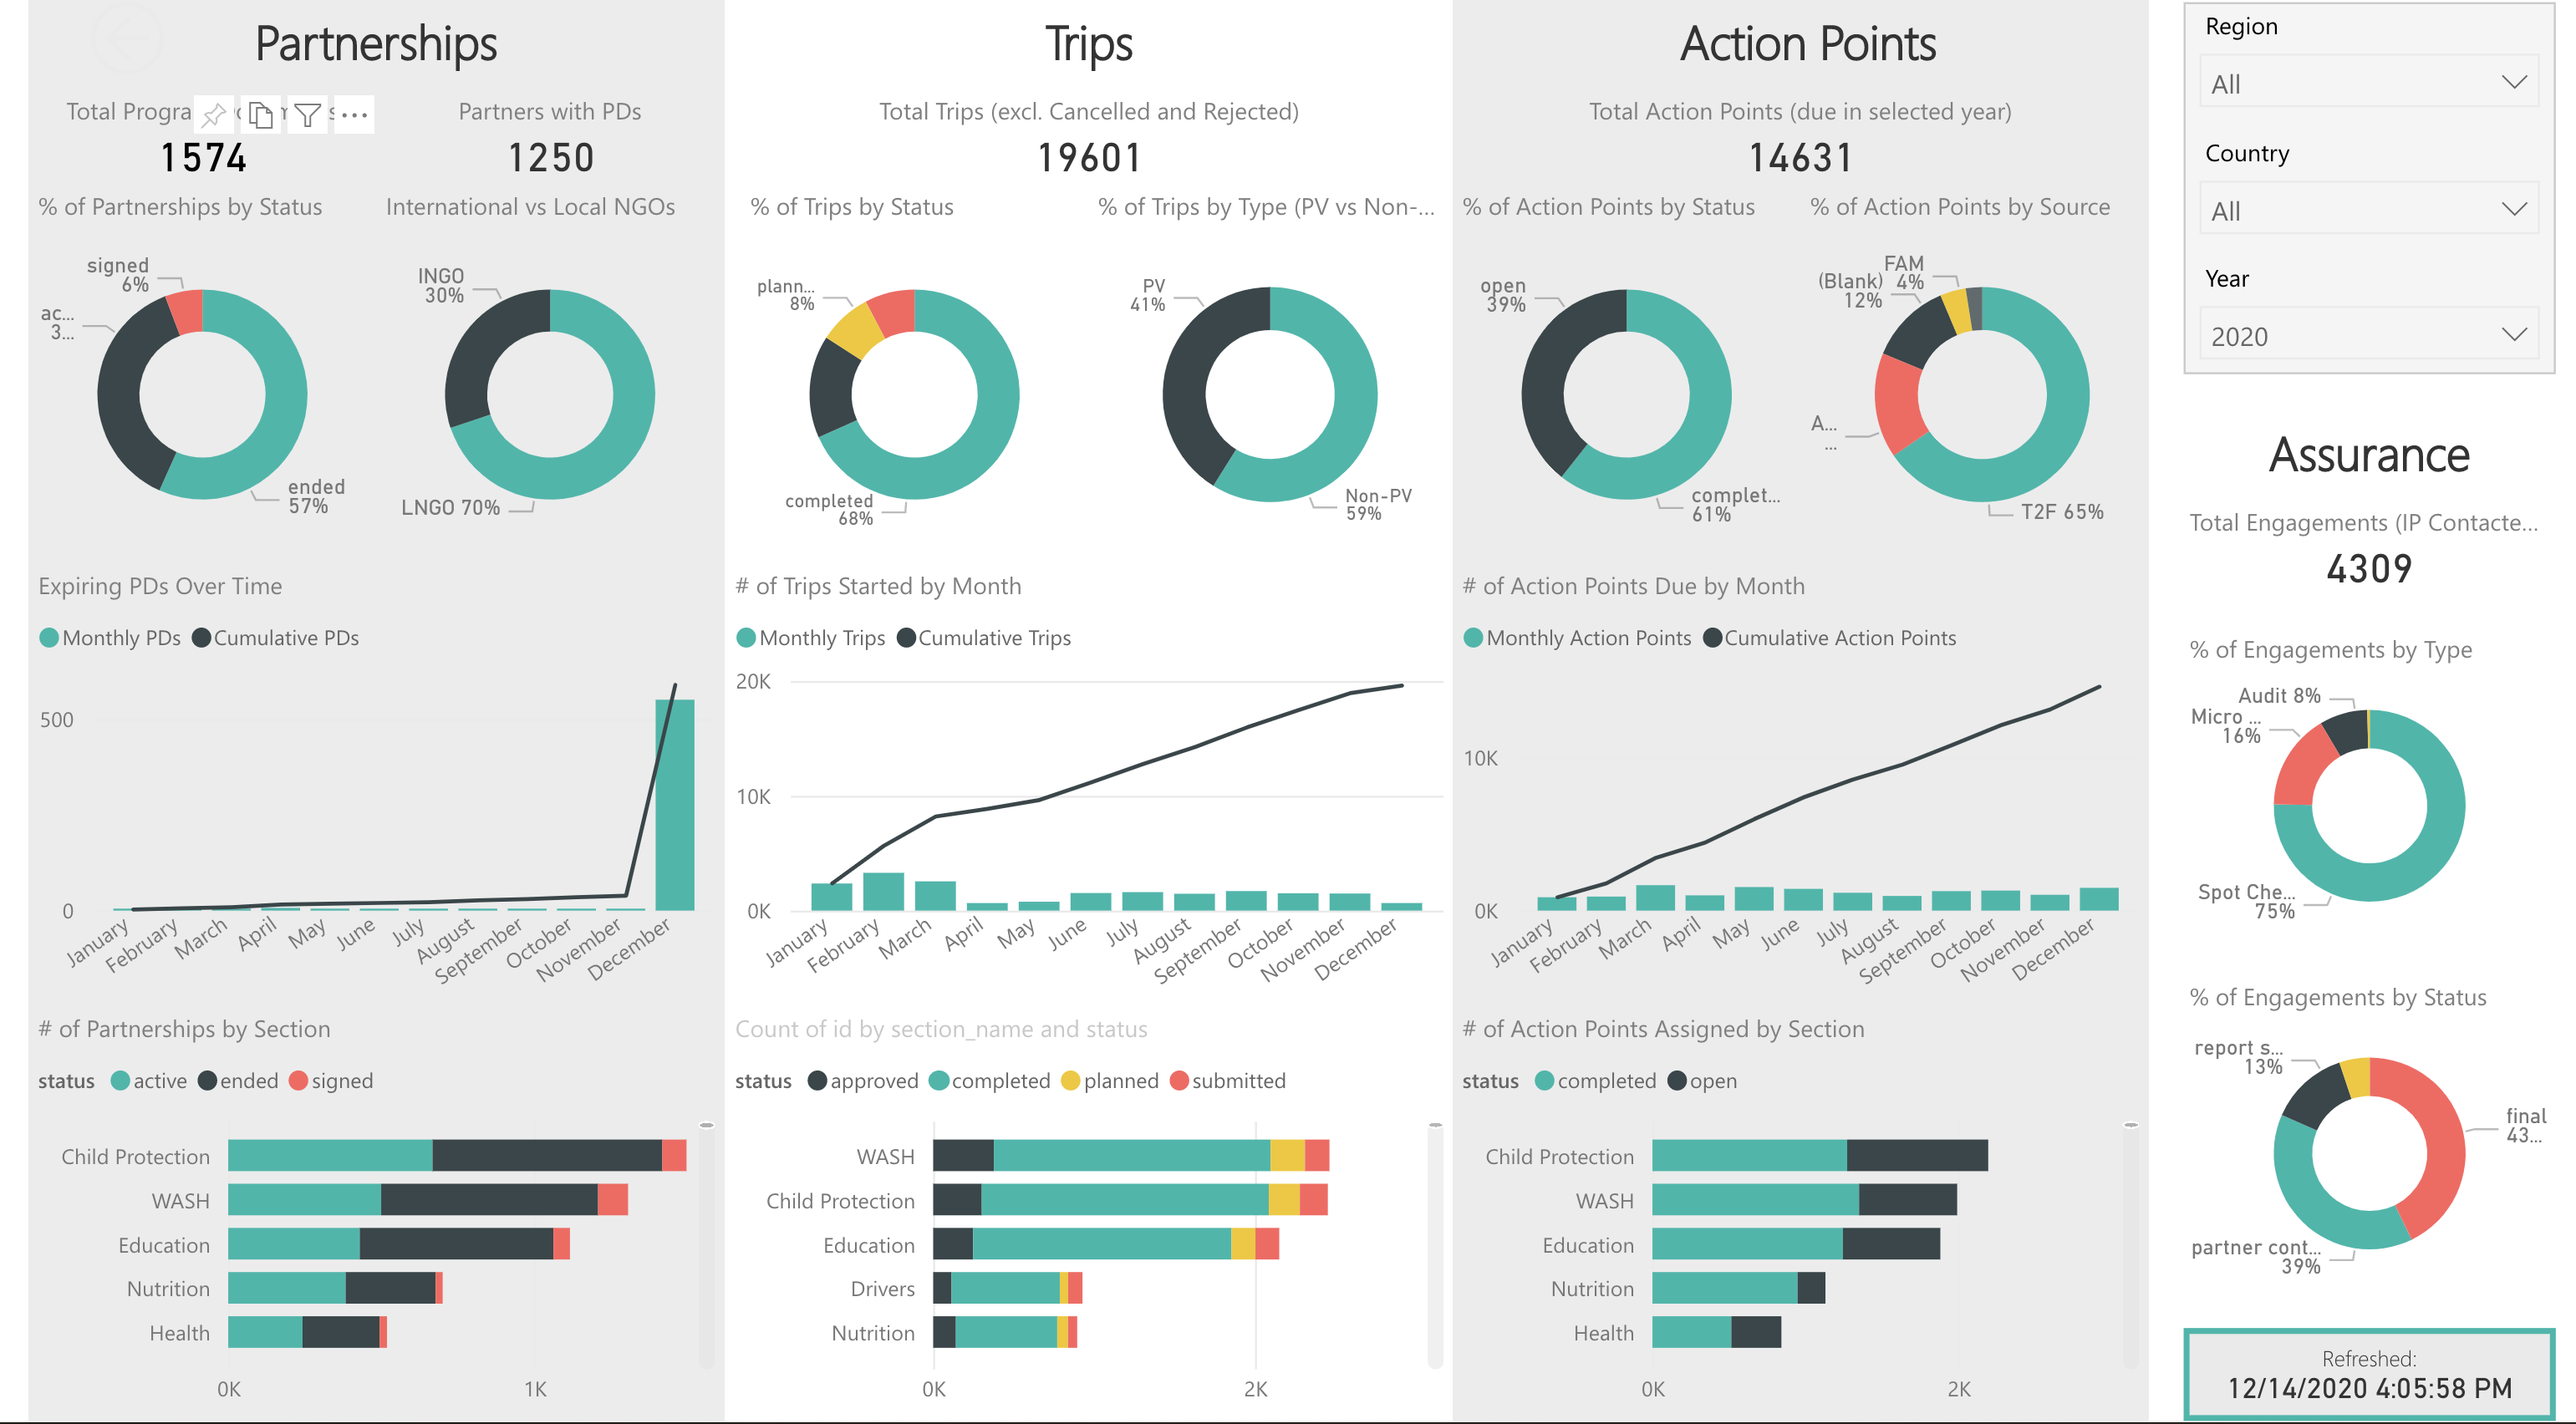 Partnerships
Total Progra
Partners with PDs
1574
1250
% of Partnerships by Status
International vs Local NGOs
signed
6%
ac...
3...
ended
57%
INGO
30%
LNGO 70%
Expiring PDs Over Time
Monthly PDs
Cumulative PDs
500
0
January
February
March
April
May
June
July
August
September
October
November
December
# of Partnerships by Section
status
active
ended
signed
Child Protection
WASH
Education
Nutrition
Health
0K
1K
Trips
Total Trips (excl. Cancelled and Rejected)
19601
% of Trips by Status
% of Trips by Type (PV vs Non-...
plann...
8%
completed
68%
PV
41%
Non-PV
59%
# of Trips Started by Month
Monthly Trips
Cumulative Trips
20K
10K
0K
January
February
March
April
May
June
July
August
September
October
November
December
Count of id by section_name and status
status
approved
completed
planned
submitted
WASH
Child Protection
Education
Drivers
Nutrition
0K
2K
Action Points
Total Action Points (due in selected year)
14631
% of Action Points by Status
% of Action Points by Source
open
39%
complet...
61%
FAM
4%
(Blank)
12%
A...
...
T2F 65%
# of Action Points Due by Month
Monthly Action Points
Cumulative Action Points
10K
0K
January
February
March
April
May
June
July
August
September
October
November
December
# of Action Points Assigned by Section
status
completed
open
Child Protection
WASH
Education
Nutrition
Health
0K
2K
Region
All
Country
All
Year
2020
Assurance
Total Engagements (IP Contacte...
4309
% of Engagements by Type
Audit 8%
Micro ...
16%
Spot Che...
75%
% of Engagements by Status
report s...
13%
final
43...
partner cont...
39%
Refreshed:
12/14/2020 4:05:58 PM